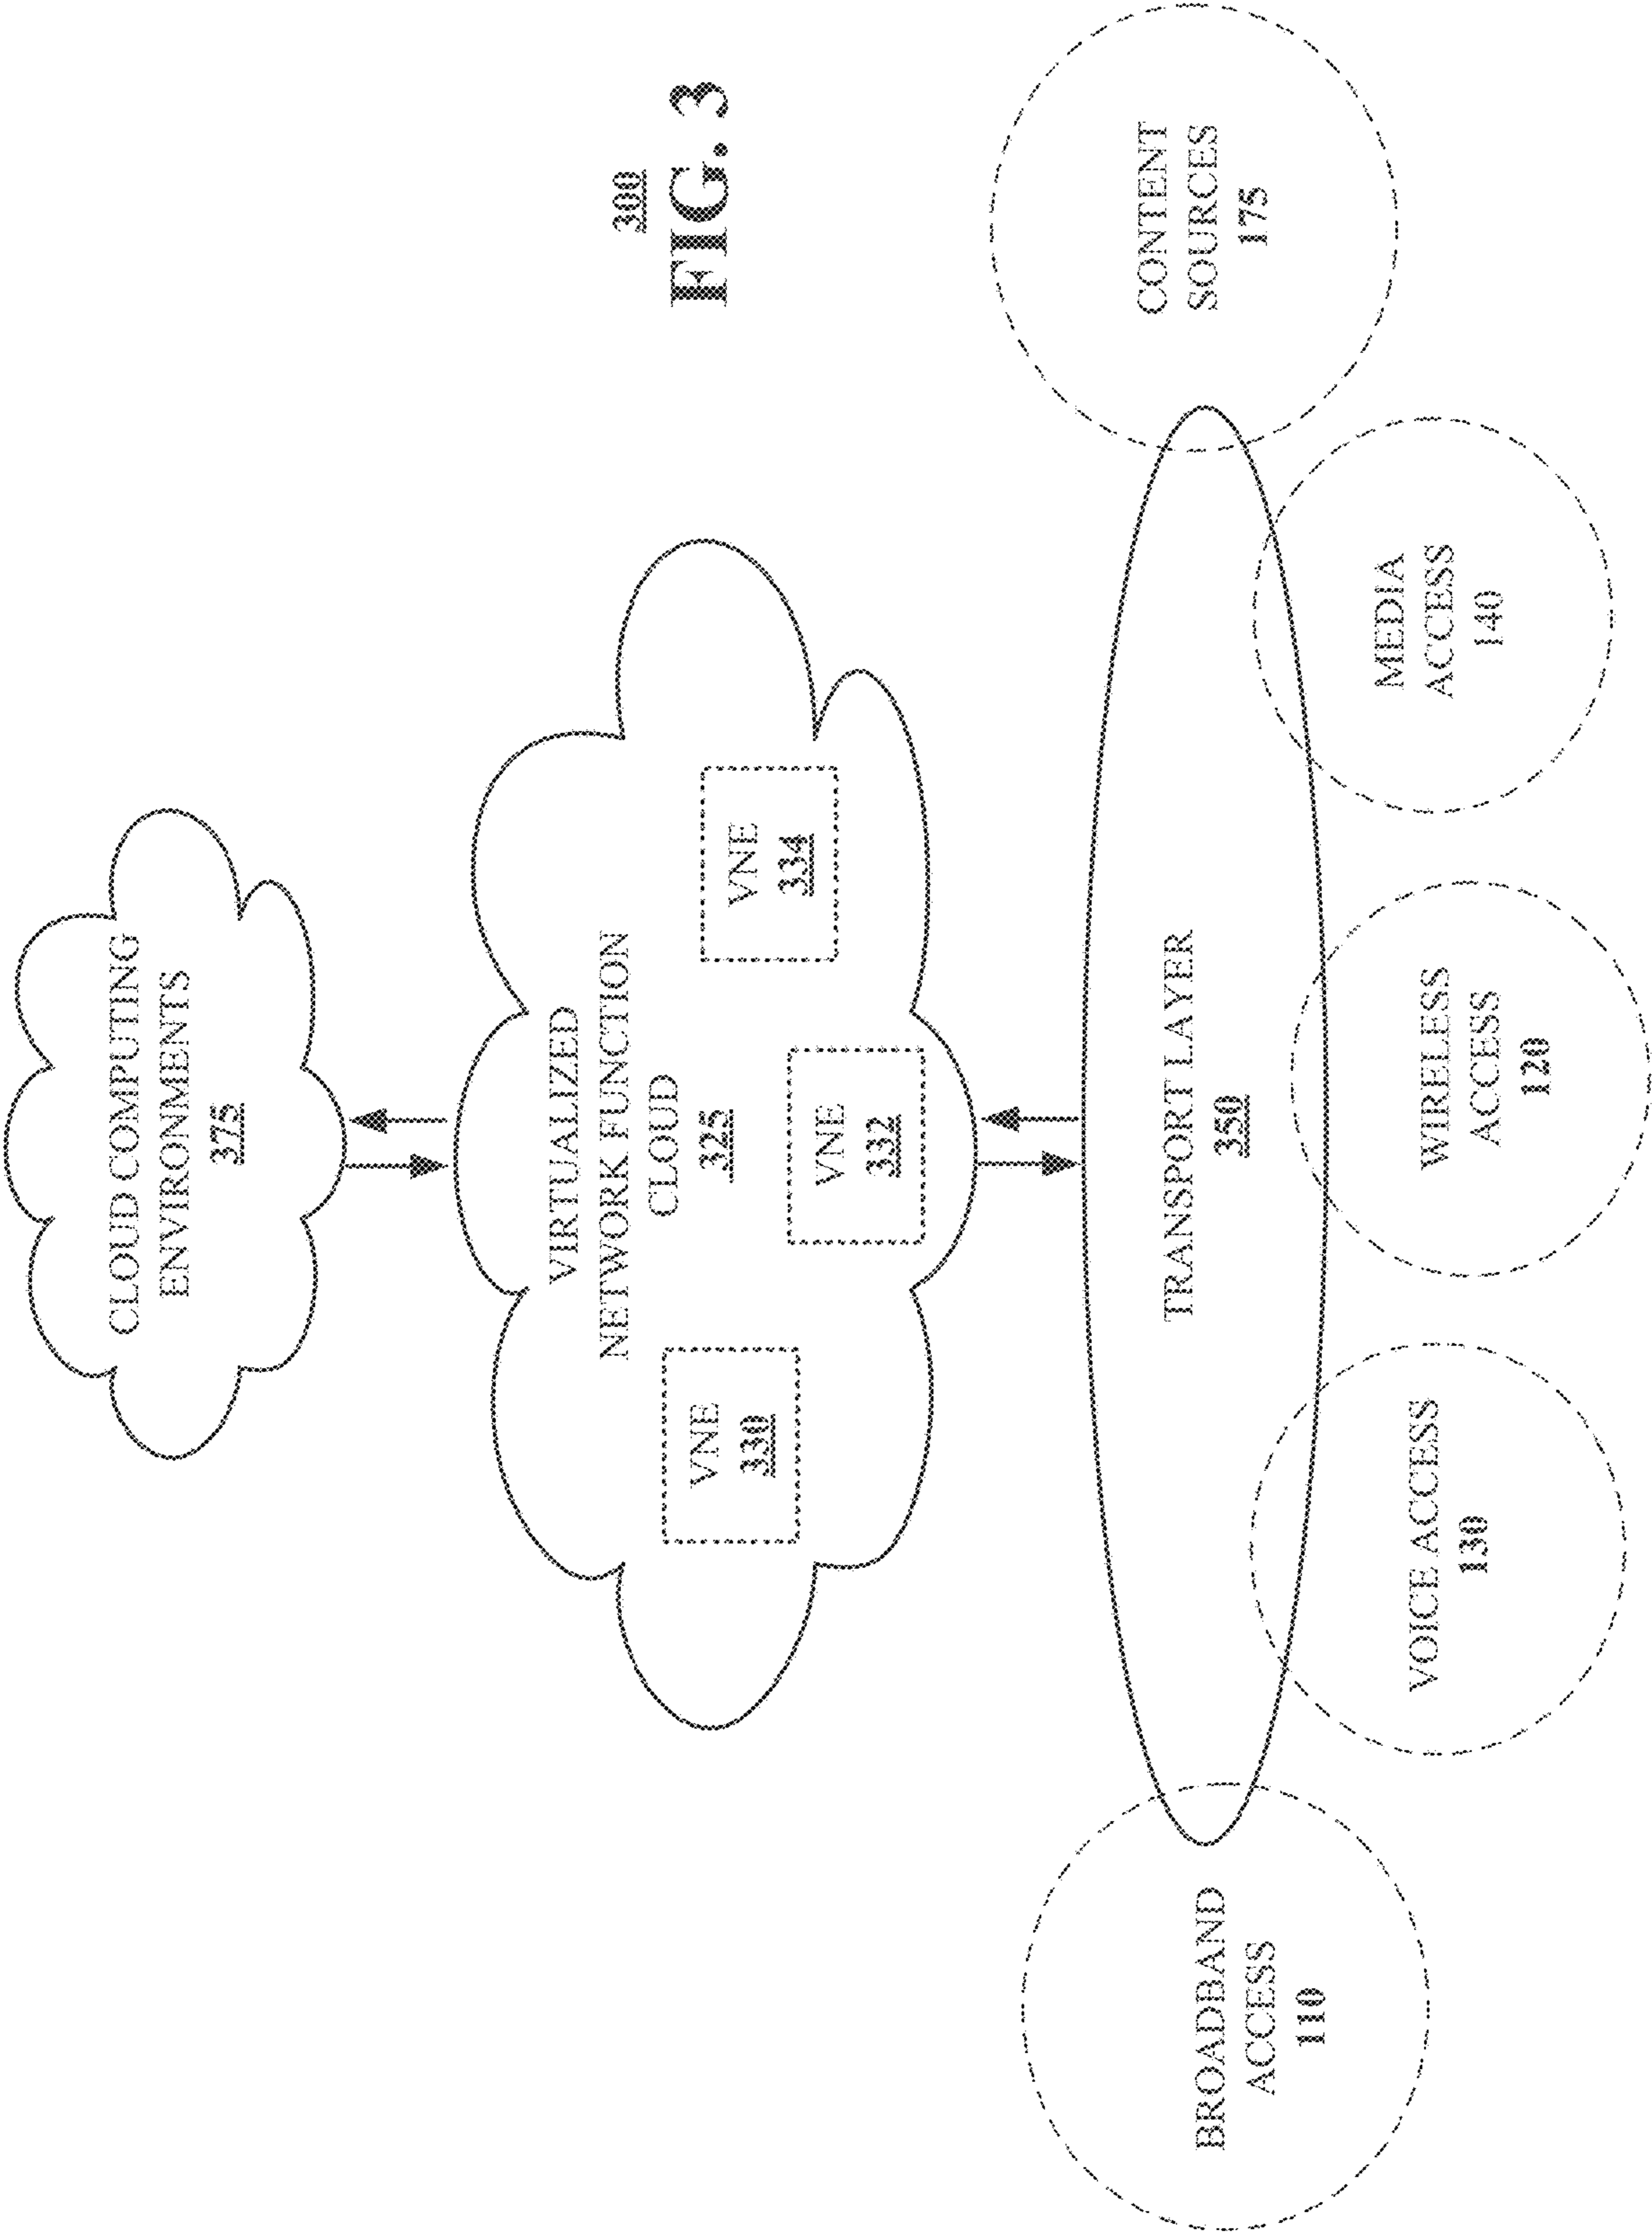 CLOUD COMPUTING
ENVIRONMENTS
375
VIRTUALIZED
NETWORK FUNCTION
CLOUD
325
VNE
330
VNE
332
VNE
334
300
FIG. 3
TRANSPORT LAYER
350
BROADBAND
ACCESS
110
VOICE ACCESS
130
WIRELESS
ACCESS
120
MEDIA
ACCESS
140
CONTENT
SOURCES
175